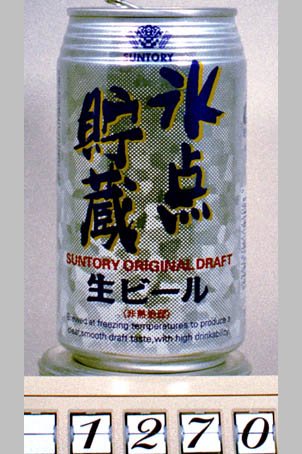 SUNTORY
氷点
貯蔵
SUNTORY ORIGINAL DRAFT
生ビール
(非熱処理)
Brewed at freezing temperatures to produce a
clear, smooth draft taste, with high drinkability.
1270